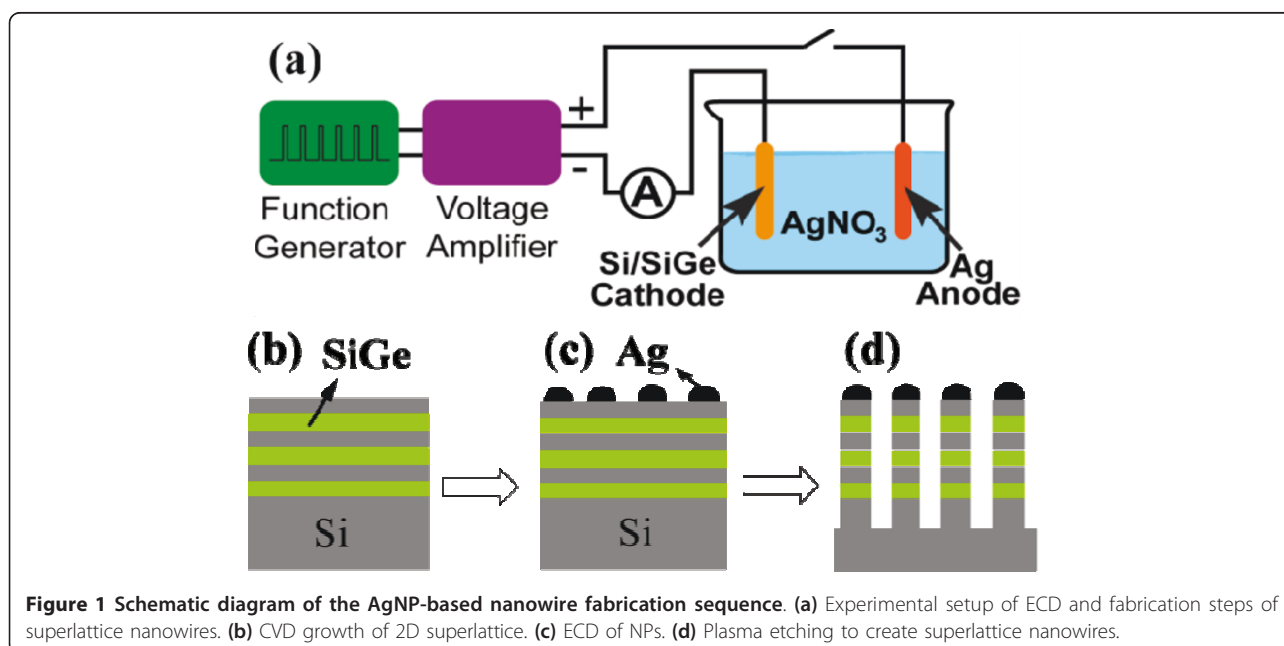 (a)
+
-
A
Function
Generator
Voltage
Amplifier
AgNO₃
Si/SiGe
Cathode
Ag
Anode
(b) SiGe
Si
(c) Ag
Si
(d)
Figure 1 Schematic diagram of the AgNP-based nanowire fabrication sequence. (a) Experimental setup of ECD and fabrication steps of
superlattice nanowires. (b) CVD growth of 2D superlattice. (c) ECD of NPs. (d) Plasma etching to create superlattice nanowires.